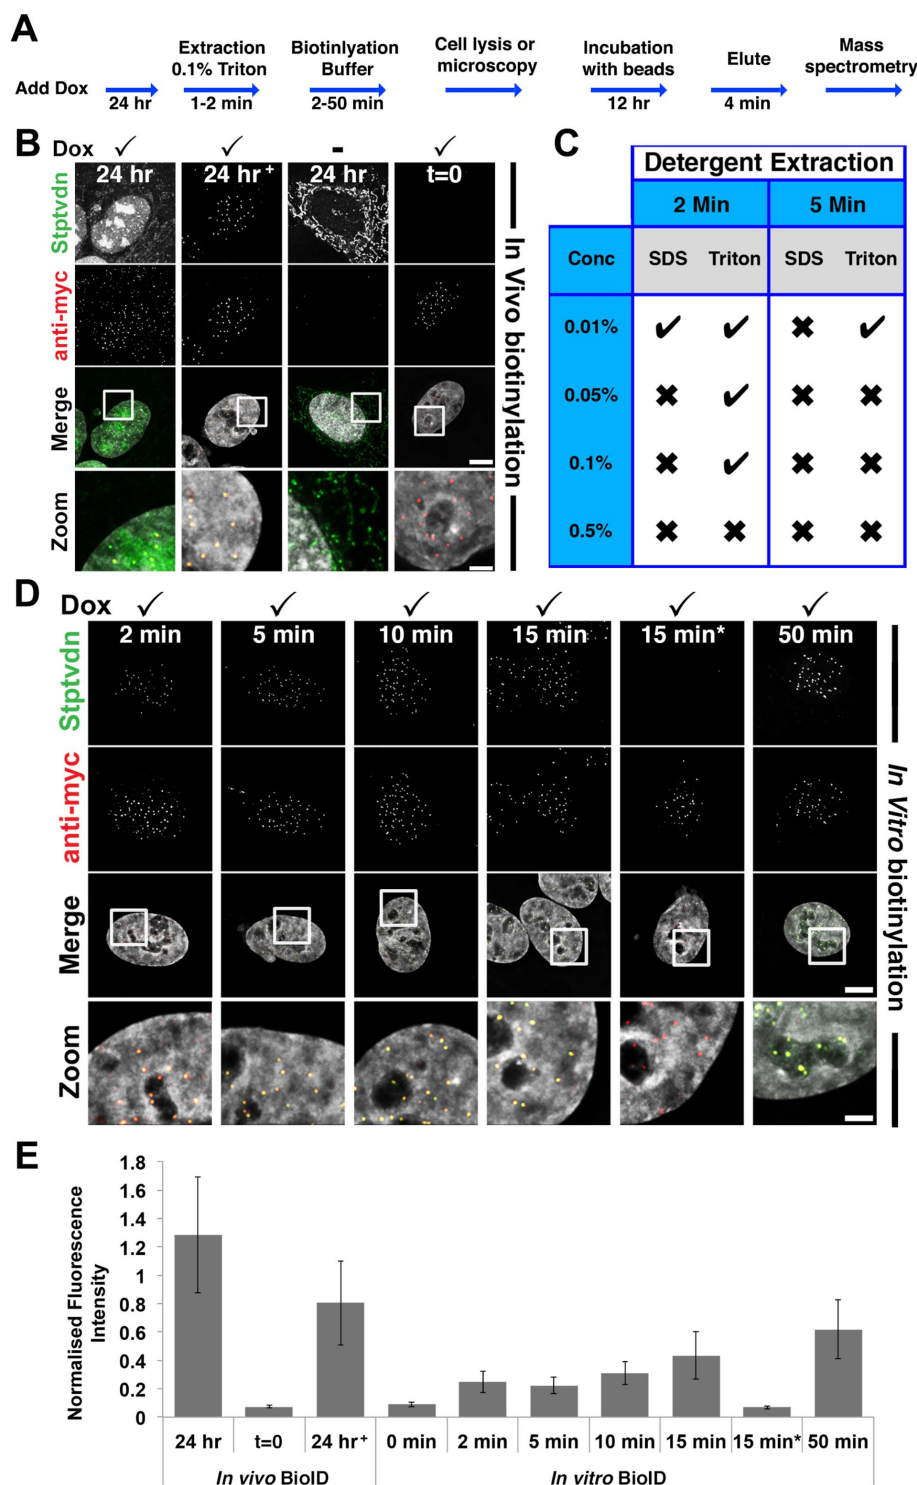 A
Add Dox
24 hr
Extraction
0.1% Triton
1-2 min
Biotinlyation
Buffer
2-50 min
Cell lysis or
microscopy
Incubation
with beads
12 hr
Elute
4 min
Mass
spectrometry
B
Dox ✓ ✓ - ✓
24 hr 24 hr+ 24 hr t=0
Stptvdn
anti-myc
Merge
Zoom
In Vivo biotinylation
C
Detergent Extraction
2 Min 5 Min
Conc SDS Triton SDS Triton
0.01% ✓ ✓ ✖ ✓
0.05% ✖ ✓ ✖ ✖
0.1% ✖ ✓ ✖ ✖
0.5% ✖ ✖ ✖ ✖
D
Dox ✓ ✓ ✓ ✓ ✓ ✓
2 min 5 min 10 min 15 min 15 min* 50 min
Stptvdn
anti-myc
Merge
Zoom
In Vitro biotinylation
E
Normalised Fluorescence
Intensity
1.8
1.6
1.4
1.2
1
0.8
0.6
0.4
0.2
0
24 hr t=0 24 hr+ 0 min 2 min 5 min 10 min 15 min 15 min* 50 min
In vivo BioID In vitro BioID